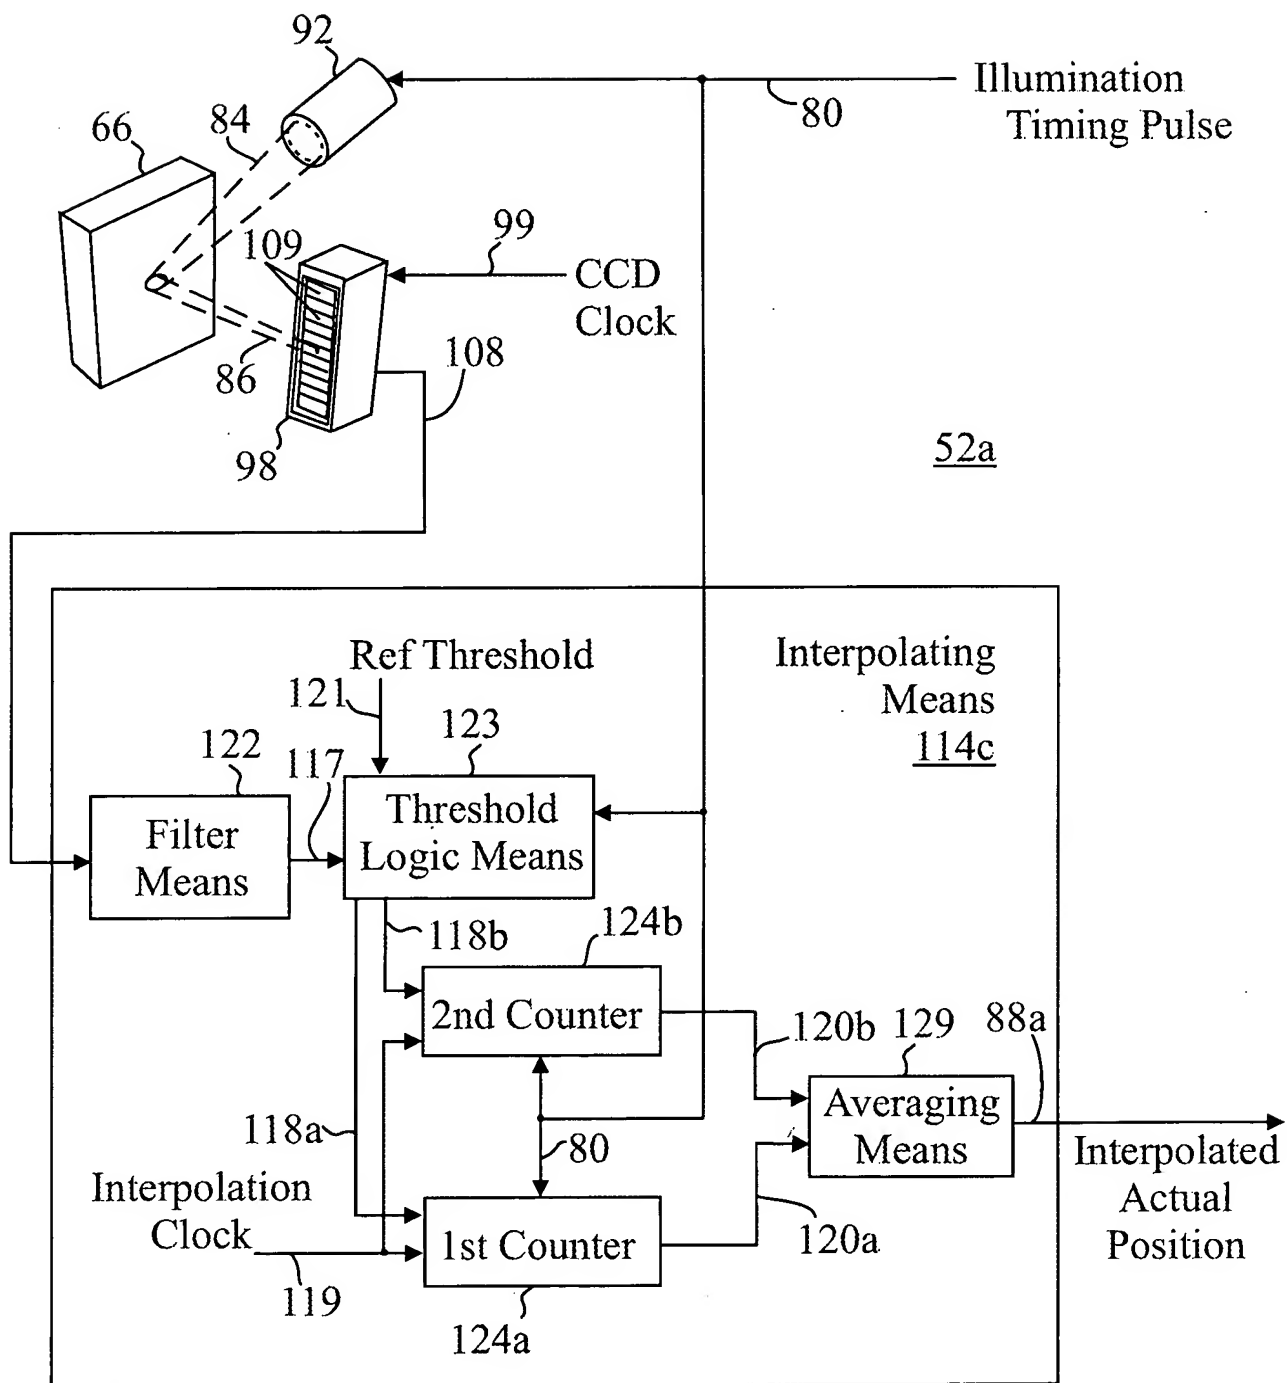 92
Illumination
Timing Pulse
80
84
66
109
99
CCD
Clock
86
108
98
52a
Ref Threshold
Interpolating
Means
114c
121
123
122
117
Threshold
Logic Means
Filter
Means
118b
124b
2nd Counter
120b
129
88a
Averaging
Means
118a
80
Interpolation
Clock
Interpolated
Actual
Position
1st Counter
120a
119
124a